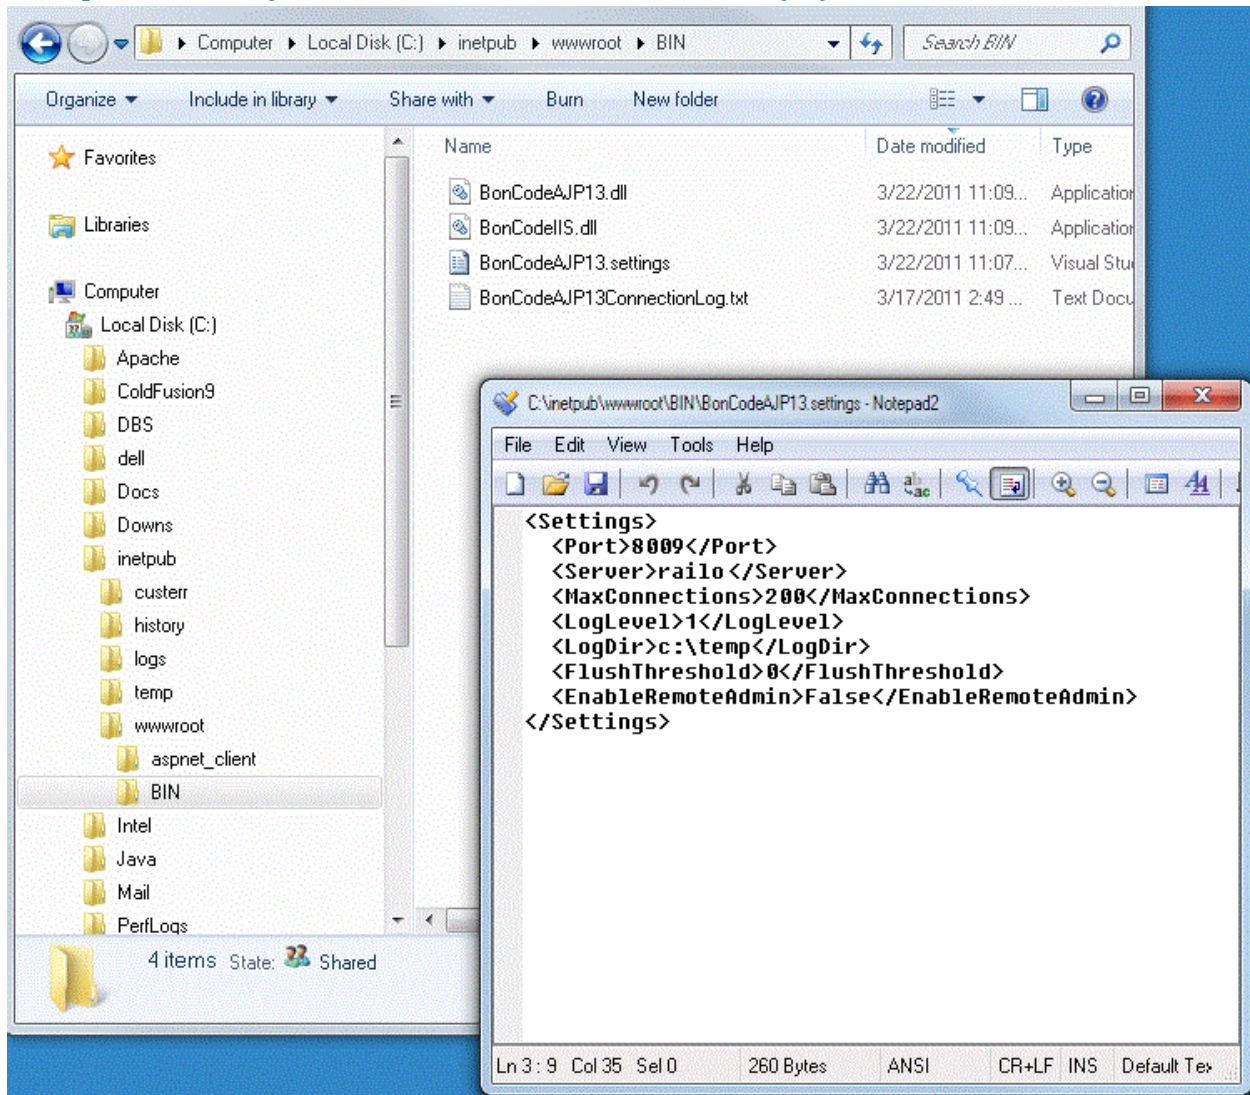 Computer ▸ Local Disk (C:) ▸ inetpub ▸ wwwroot ▸ BIN
Search BIN
Organize Include in library Share with Burn New folder
Favorites
Libraries
Computer
Local Disk (C:)
Apache
ColdFusion9
DBS
dell
Docs
Downs
inetpub
custerr
history
logs
temp
wwwroot
aspnet_client
BIN
Intel
Java
Mail
PerfLogs
Name Date modified Type
BonCodeAJP13.dll 3/22/2011 11:09... Application
BonCodeIIS.dll 3/22/2011 11:09... Application
BonCodeAJP13.settings 3/22/2011 11:07... Visual Stu
BonCodeAJP13ConnectionLog.txt 3/17/2011 2:49 ... Text Docu
4 items State: Shared
C:\inetpub\wwwroot\BIN\BonCodeAJP13.settings - Notepad2
File Edit View Tools Help
<Settings>
<Port>8009</Port>
<Server>railo</Server>
<MaxConnections>200</MaxConnections>
<LogLevel>1</LogLevel>
<LogDir>c:\temp</LogDir>
<FlushThreshold>0</FlushThreshold>
<EnableRemoteAdmin>False</EnableRemoteAdmin>
</Settings>
Ln 3 : 9 Col 35 Sel 0 260 Bytes ANSI CR+LF INS Default Tex